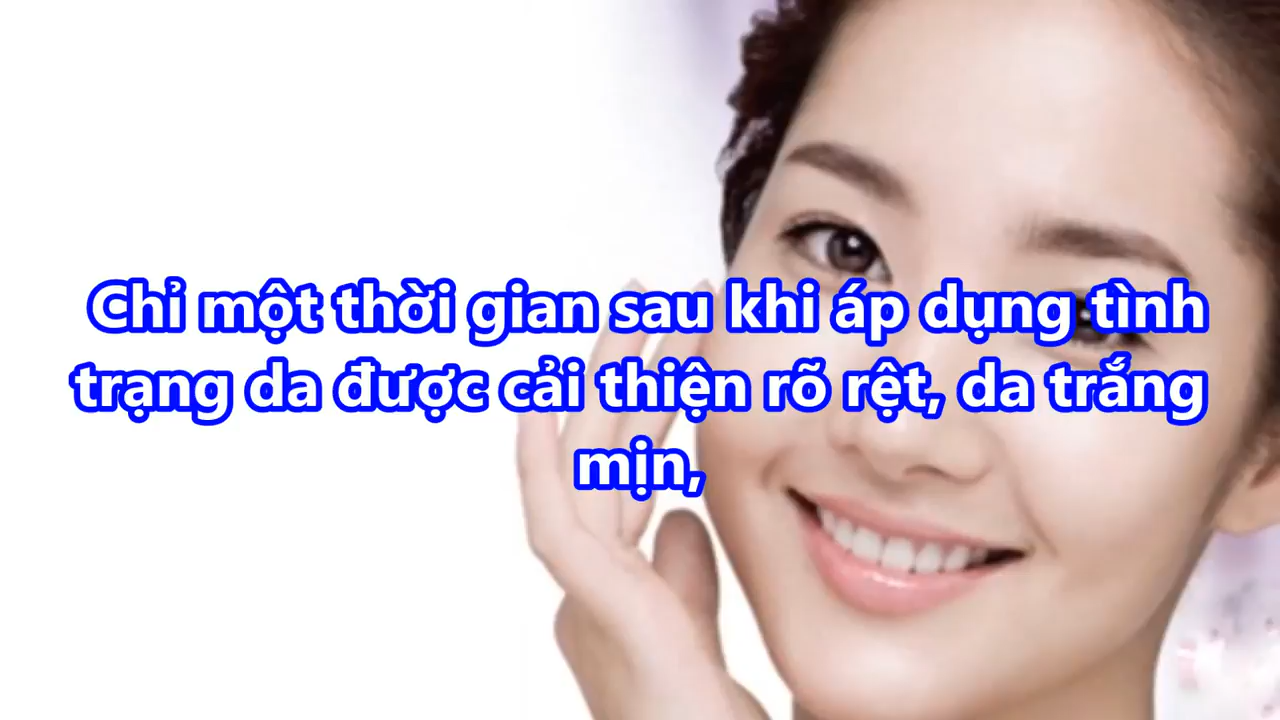 Chỉ một thời gian sau khi áp dụng tình
trạng da được cải thiện rõ rệt, da trắng
mịn,